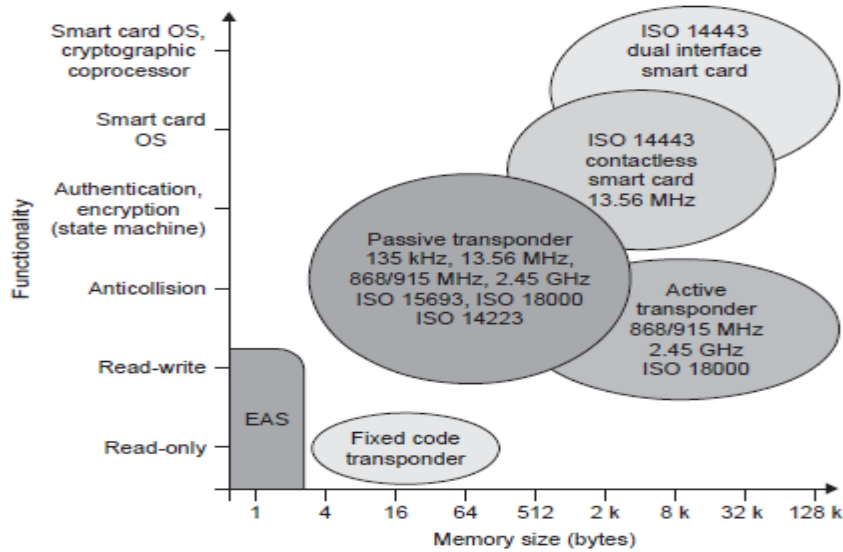 Smart card OS,
cryptographic
coprocessor
Smart card
OS
Authentication,
encryption
(state machine)
Anticollision
Read-write
Read-only
Functionality
ISO 14443
dual interface
smart card
ISO 14443
contactless
smart card
13.56 MHz
Passive transponder
135 kHz, 13.56 MHz,
868/915 MHz, 2.45 GHz
ISO 15693, ISO 18000
ISO 14223
Active
transponder
868/915 MHz
2.45 GHz
ISO 18000
EAS
Fixed code
transponder
1 4 16 64 512 2 k 8 k 32 k 128 k
Memory size (bytes)